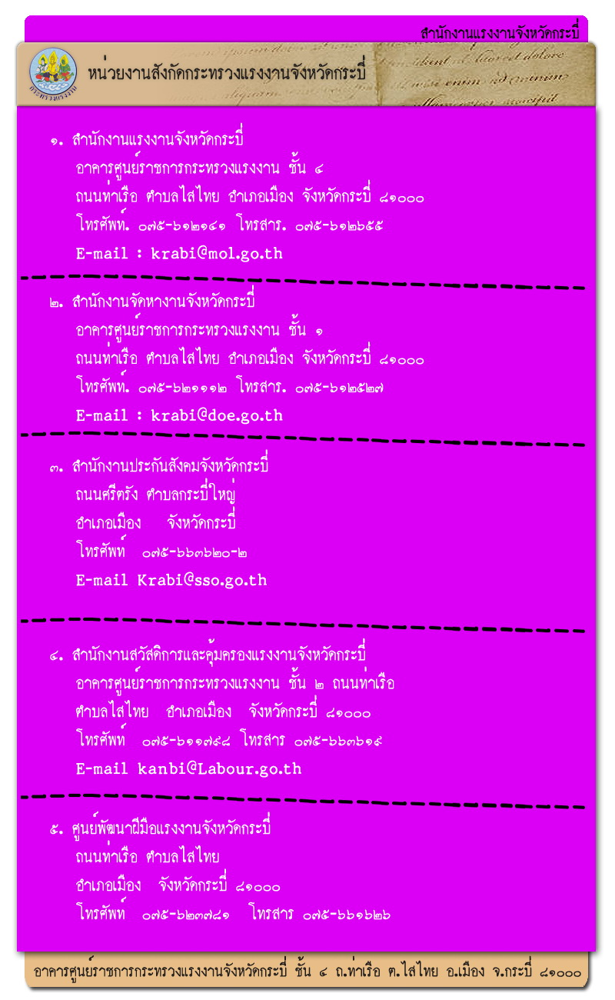 สำนักงานแรงงานจังหวัดกระบี่
หน่วยงานสังกัดกระทรวงแรงงานจังหวัดกระบี่
กระทรวงแรงงาน
๑. สำนักงานแรงงานจังหวัดกระบี่
อาคารศูนย์ราชการกระทรวงแรงงาน ชั้น ๔
ถนนท่าเรือ ตำบลไสไทย อำเภอเมือง จังหวัดกระบี่ ๘๑๐๐๐
โทรศัพท์. ๐๗๕-๖๑๒๑๔๑ โทรสาร. ๐๗๕-๖๑๒๖๕๕
E-mail : krabi@mol.go.th
๒. สำนักงานจัดหางานจังหวัดกระบี่
อาคารศูนย์ราชการกระทรวงแรงงาน ชั้น ๑
ถนนท่าเรือ ตำบลไสไทย อำเภอเมือง จังหวัดกระบี่ ๘๑๐๐๐
โทรศัพท์. ๐๗๕-๖๒๑๑๑๒ โทรสาร. ๐๗๕-๖๑๒๕๒๗
E-mail : krabi@doe.go.th
๓. สำนักงานประกันสังคมจังหวัดกระบี่
ถนนศรีตรัง ตำบลกระบี่ใหญ่
อำเภอเมือง จังหวัดกระบี่
โทรศัพท์ ๐๗๕-๖๖๓๖๒๐-๒
E-mail Krabi@sso.go.th
๔. สำนักงานสวัสดิการและคุ้มครองแรงงานจังหวัดกระบี่
อาคารศูนย์ราชการกระทรวงแรงงาน ชั้น ๒ ถนนท่าเรือ
ตำบลไสไทย อำเภอเมือง จังหวัดกระบี่ ๘๑๐๐๐
โทรศัพท์ ๐๗๕-๖๑๑๗๙๘ โทรสาร ๐๗๕-๖๖๓๖๑๙
E-mail kanbi@Labour.go.th
๕. ศูนย์พัฒนาฝีมือแรงงานจังหวัดกระบี่
ถนนท่าเรือ ตำบลไสไทย
อำเภอเมือง จังหวัดกระบี่ ๘๑๐๐๐
โทรศัพท์ ๐๗๕-๖๒๓๗๘๑ โทรสาร ๐๗๕-๖๖๑๖๒๖
อาคารศูนย์ราชการกระทรวงแรงงานจังหวัดกระบี่ ชั้น ๔ ถ.ท่าเรือ ต.ไสไทย อ.เมือง จ.กระบี่ ๘๑๐๐๐